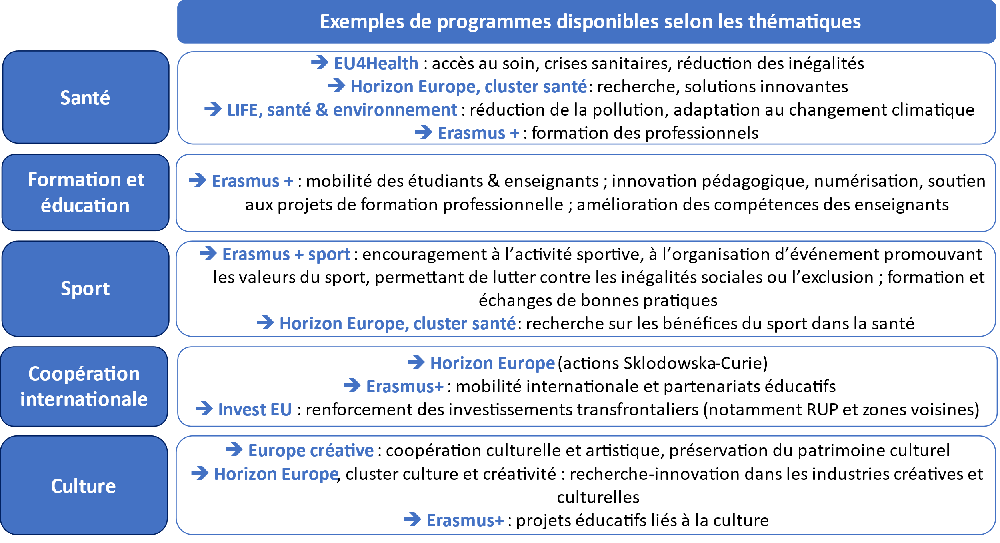 Exemples de programmes disponibles selon les thématiques
Santé
➔ EU4Health : accès au soin, crises sanitaires, réduction des inégalités
➔ Horizon Europe, cluster santé : recherche, solutions innovantes
➔ LIFE, santé & environnement : réduction de la pollution, adaptation au changement climatique
➔ Erasmus + : formation des professionnels
Formation et
éducation
➔ Erasmus + : mobilité des étudiants & enseignants ; innovation pédagogique, numérisation, soutien
aux projets de formation professionnelle ; amélioration des compétences des enseignants
Sport
➔ Erasmus + sport : encouragement à l’activité sportive, à l’organisation d’événement promouvant
les valeurs du sport, permettant de lutter contre les inégalités sociales ou l’exclusion ; formation et
échanges de bonnes pratiques
➔ Horizon Europe, cluster santé : recherche sur les bénéfices du sport dans la santé
Coopération
internationale
➔ Horizon Europe (actions Sklodowska-Curie)
➔ Erasmus+ : mobilité internationale et partenariats éducatifs
➔ Invest EU : renforcement des investissements transfrontaliers (notamment RUP et zones voisines)
Culture
➔ Europe créative : coopération culturelle et artistique, préservation du patrimoine culturel
➔ Horizon Europe, cluster culture et créativité : recherche-innovation dans les industries créatives et
culturelles
➔ Erasmus+ : projets éducatifs liés à la culture